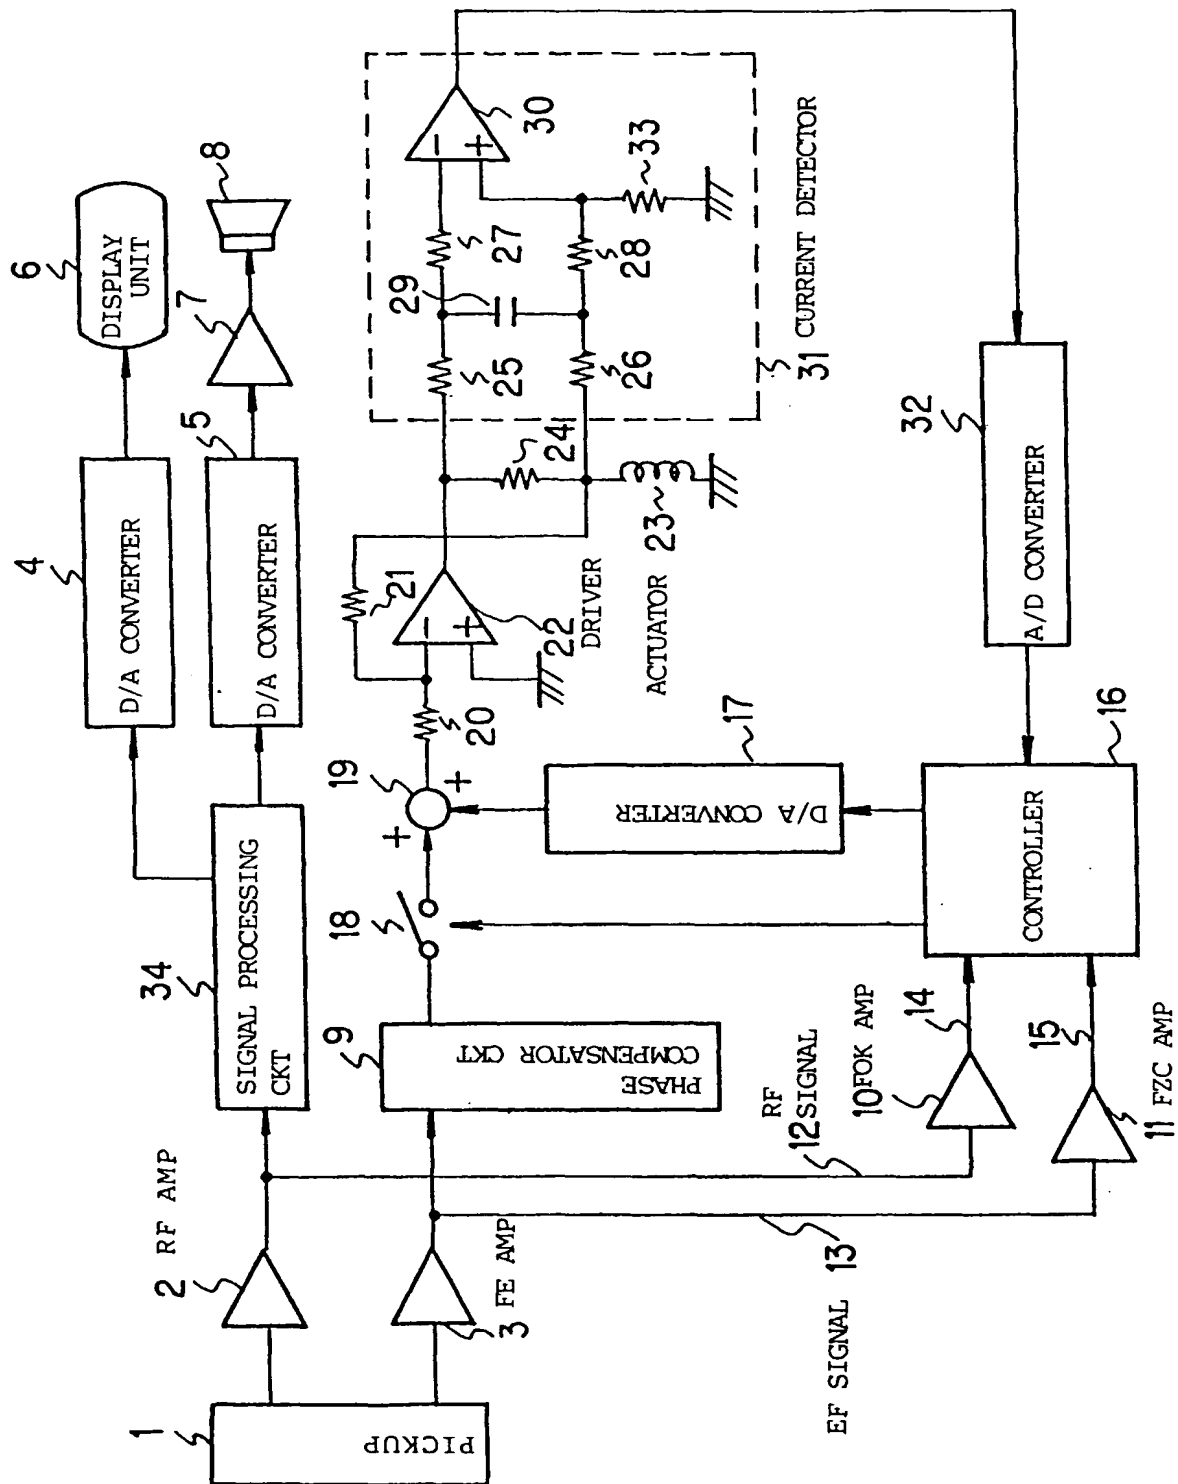 1
PICKUP
2
RF AMP
3
FE AMP
34
SIGNAL PROCESSING
CKT
4
D/A CONVERTER
5
D/A CONVERTER
6
DISPLAY
UNIT
7
8
9
PHASE
COMPENSATOR CKT
18
+
19
+
20
21
−
+
22
DRIVER
ACTUATOR
23
24
25
26
29
27
28
−
+
30
33
31 CURRENT DETECTOR
17
D/A CONVERTER
RF
12 SIGNAL
EF SIGNAL 13
10 FOK AMP
14
15
11 FZC AMP
CONTROLLER
16
32
A/D CONVERTER